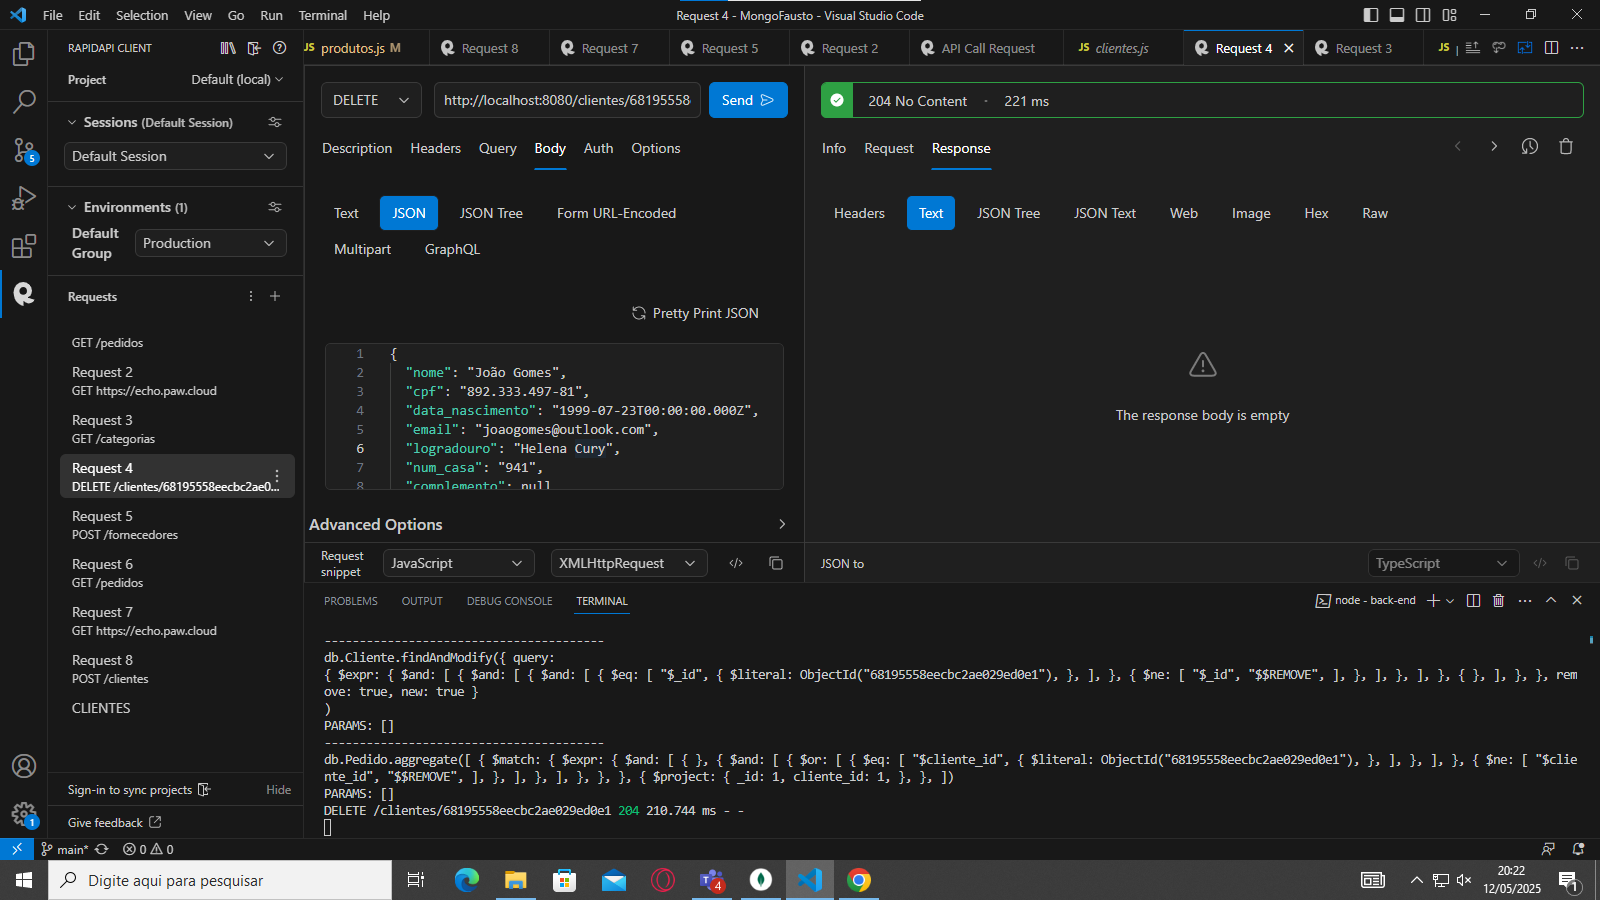 File Edit Selection View Go Run Terminal Help
Request 4 - MongoFausto - Visual Studio Code
RAPIDAPI CLIENT
Project Default (local)
Sessions (Default Session)
Default Session
Environments (1)
Default Group Production
Requests
GET /pedidos
Request 2
GET https://echo.paw.cloud
Request 3
GET /categorias
Request 4
DELETE /clientes/68195558eecbc2ae0...
Request 5
POST /fornecedores
Request 6
GET /pedidos
Request 7
GET https://echo.paw.cloud
Request 8
POST /clientes
CLIENTES
Sign-in to sync projects Hide
Give feedback
JS produtos.js M Request 8 Request 7 Request 5 Request 2 API Call Request JS clientes.js Request 4 Request 3 JS
DELETE http://localhost:8080/clientes/68195558 Send
Description Headers Query Body Auth Options
Text JSON JSON Tree Form URL-Encoded
Multipart GraphQL
Pretty Print JSON
1 {
2 "nome": "João Gomes",
3 "cpf": "892.333.497-81",
4 "data_nascimento": "1999-07-23T00:00:00.000Z",
5 "email": "joaogomes@outlook.com",
6 "logradouro": "Helena Cury",
7 "num_casa": "941",
8 "complemento": null
Advanced Options
Request snippet JavaScript XMLHttpRequest
204 No Content - 221 ms
Info Request Response
Headers Text JSON Tree JSON Text Web Image Hex Raw
The response body is empty
JSON to TypeScript
PROBLEMS OUTPUT DEBUG CONSOLE TERMINAL
node - back-end
----------------------------------------
db.Cliente.findAndModify({ query:
{ $expr: { $and: [ { $and: [ { $and: [ { $eq: [ "$_id", { $literal: ObjectId("68195558eecbc2ae029ed0e1"), }, ], }, { $ne: [ "$_id", "$$REMOVE", ], }, ], }, ], }, { }, ], }, }, rem
ove: true, new: true }
)
PARAMS: []
----------------------------------------
db.Pedido.aggregate([ { $match: { $expr: { $and: [ { }, { $and: [ { $or: [ { $eq: [ "$cliente_id", { $literal: ObjectId("68195558eecbc2ae029ed0e1"), }, ], }, ], }, { $ne: [ "$clie
nte_id", "$$REMOVE", ], }, ], }, ], }, }, }, { $project: { _id: 1, cliente_id: 1, }, }, ])
PARAMS: []
DELETE /clientes/68195558eecbc2ae029ed0e1 204 210.744 ms - -
5
1
main* 0 0
Digite aqui para pesquisar
4
20:22
12/05/2025
1